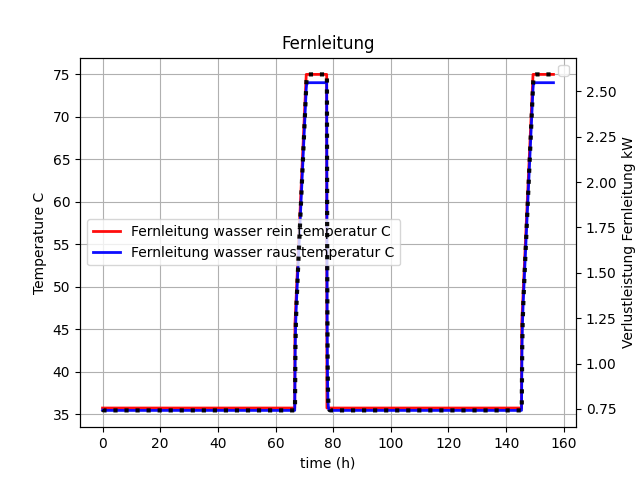 Fernleitung
75
70
65
60
55
50
45
40
35
Temperature C
Fernleitung wasser rein temperatur C
Fernleitung wasser raus temperatur C
2.50
2.25
2.00
1.75
1.50
1.25
1.00
0.75
Verlustleistung Fernleitung kW
0 20 40 60 80 100 120 140 160
time (h)